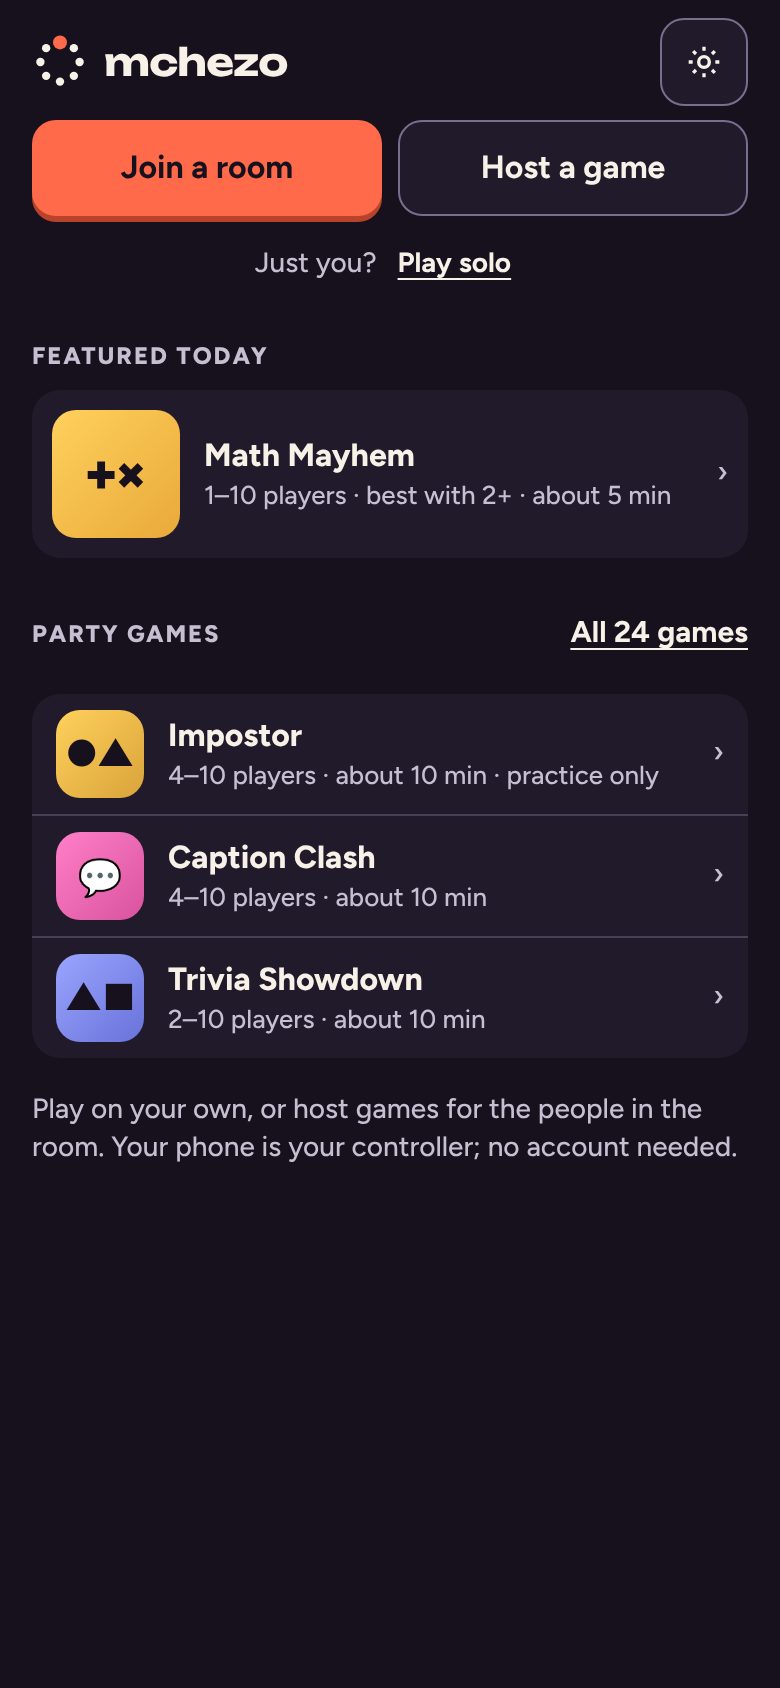 mchezo
Join a room
Host a game
Just you? Play solo
FEATURED TODAY
Math Mayhem
1–10 players · best with 2+ · about 5 min
PARTY GAMES
All 24 games
Impostor
4–10 players · about 10 min · practice only
Caption Clash
4–10 players · about 10 min
Trivia Showdown
2–10 players · about 10 min
Play on your own, or host games for the people in the
room. Your phone is your controller; no account needed.